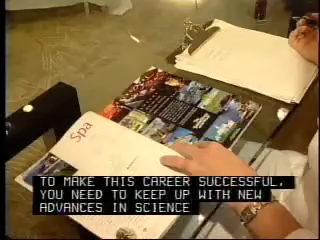 Spa
TO MAKE THIS CAREER SUCCESSFUL,
YOU NEED TO KEEP UP WITH NEW
ADVANCES IN SCIENCE